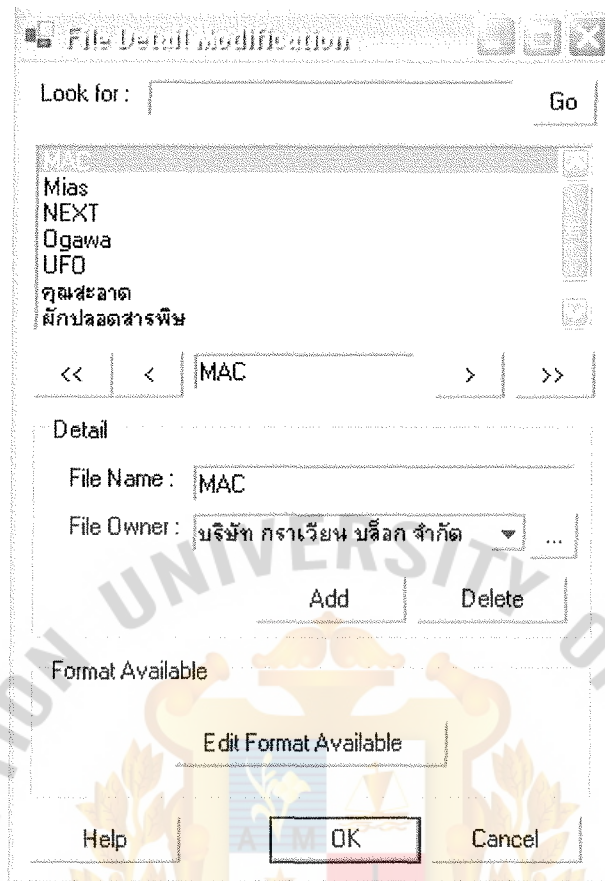 File Detail Modification
Look for :
Go
MAC
Mias
NEXT
Ogawa
UFO
คุณสะอาด
ผักปลอดสารพิษ
<< < MAC > >>
Detail
File Name : MAC
File Owner : บริษัท กราเวียน บล็อก จำกัด ...
Add Delete
Format Available
Edit Format Available
Help OK Cancel
UNIVERSITY